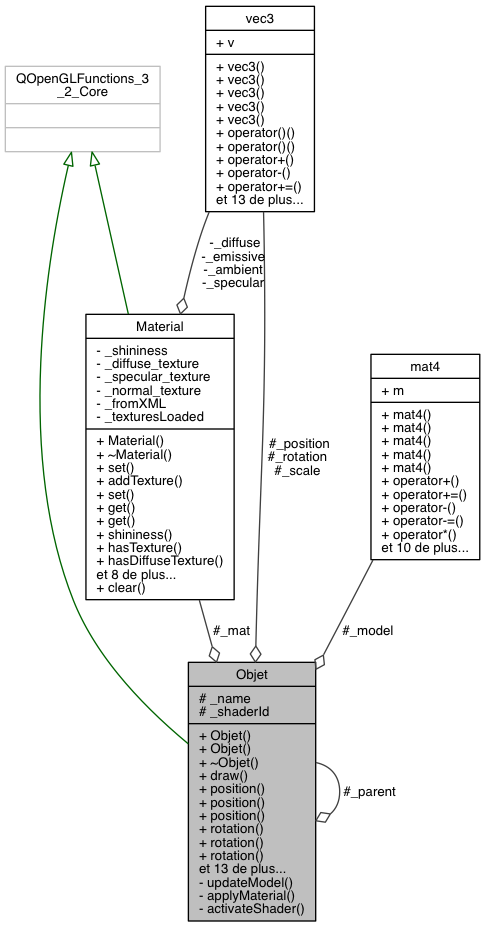 vec3
+ v
+ vec3()
+ vec3()
+ vec3()
+ vec3()
+ vec3()
+ operator()()
+ operator()()
+ operator+()
+ operator-()
+ operator+=()
et 13 de plus...
QOpenGLFunctions_3
_2_Core
-_diffuse
-_emissive
-_ambient
-_specular
Material
- _shininess
- _diffuse_texture
- _specular_texture
- _normal_texture
- _fromXML
- _texturesLoaded
+ Material()
+ ~Material()
+ set()
+ addTexture()
+ set()
+ get()
+ get()
+ shininess()
+ hasTexture()
+ hasDiffuseTexture()
et 8 de plus...
+ clear()
#_position
#_rotation
#_scale
mat4
+ m
+ mat4()
+ mat4()
+ mat4()
+ mat4()
+ mat4()
+ operator+()
+ operator+=()
+ operator-()
+ operator-=()
+ operator*()
et 10 de plus...
#_mat
#_model
Objet
# _name
# _shaderId
+ Objet()
+ Objet()
+ ~Objet()
+ draw()
+ position()
+ position()
+ position()
+ rotation()
+ rotation()
+ rotation()
et 13 de plus...
- updateModel()
- applyMaterial()
- activateShader()
#_parent